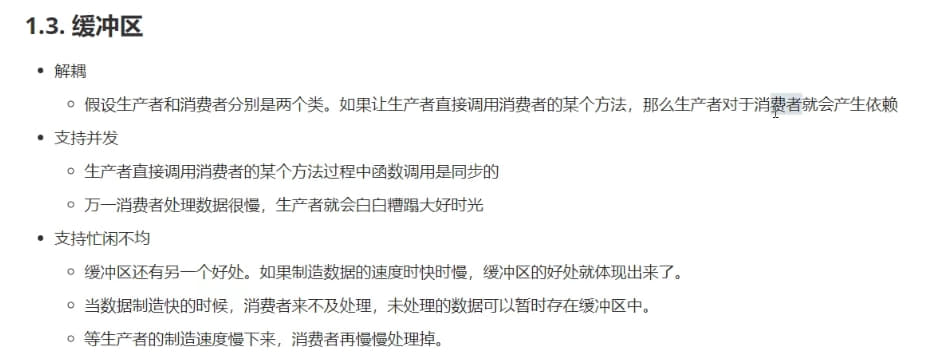 1.3. 缓冲区
解耦
假设生产者和消费者分别是两个类。如果让生产者直接调用消费者的某个方法，那么生产者对于消费者就会产生依赖
支持并发
生产者直接调用消费者的某个方法过程中函数调用是同步的
万一消费者处理数据很慢，生产者就会白白糟蹋大好时光
支持忙闲不均
缓冲区还有另一个好处。如果制造数据的速度时快时慢，缓冲区的好处就体现出来了。
当数据制造快的时候，消费者来不及处理，未处理的数据可以暂时存在缓冲区中。
等生产者的制造速度慢下来，消费者再慢慢处理掉。